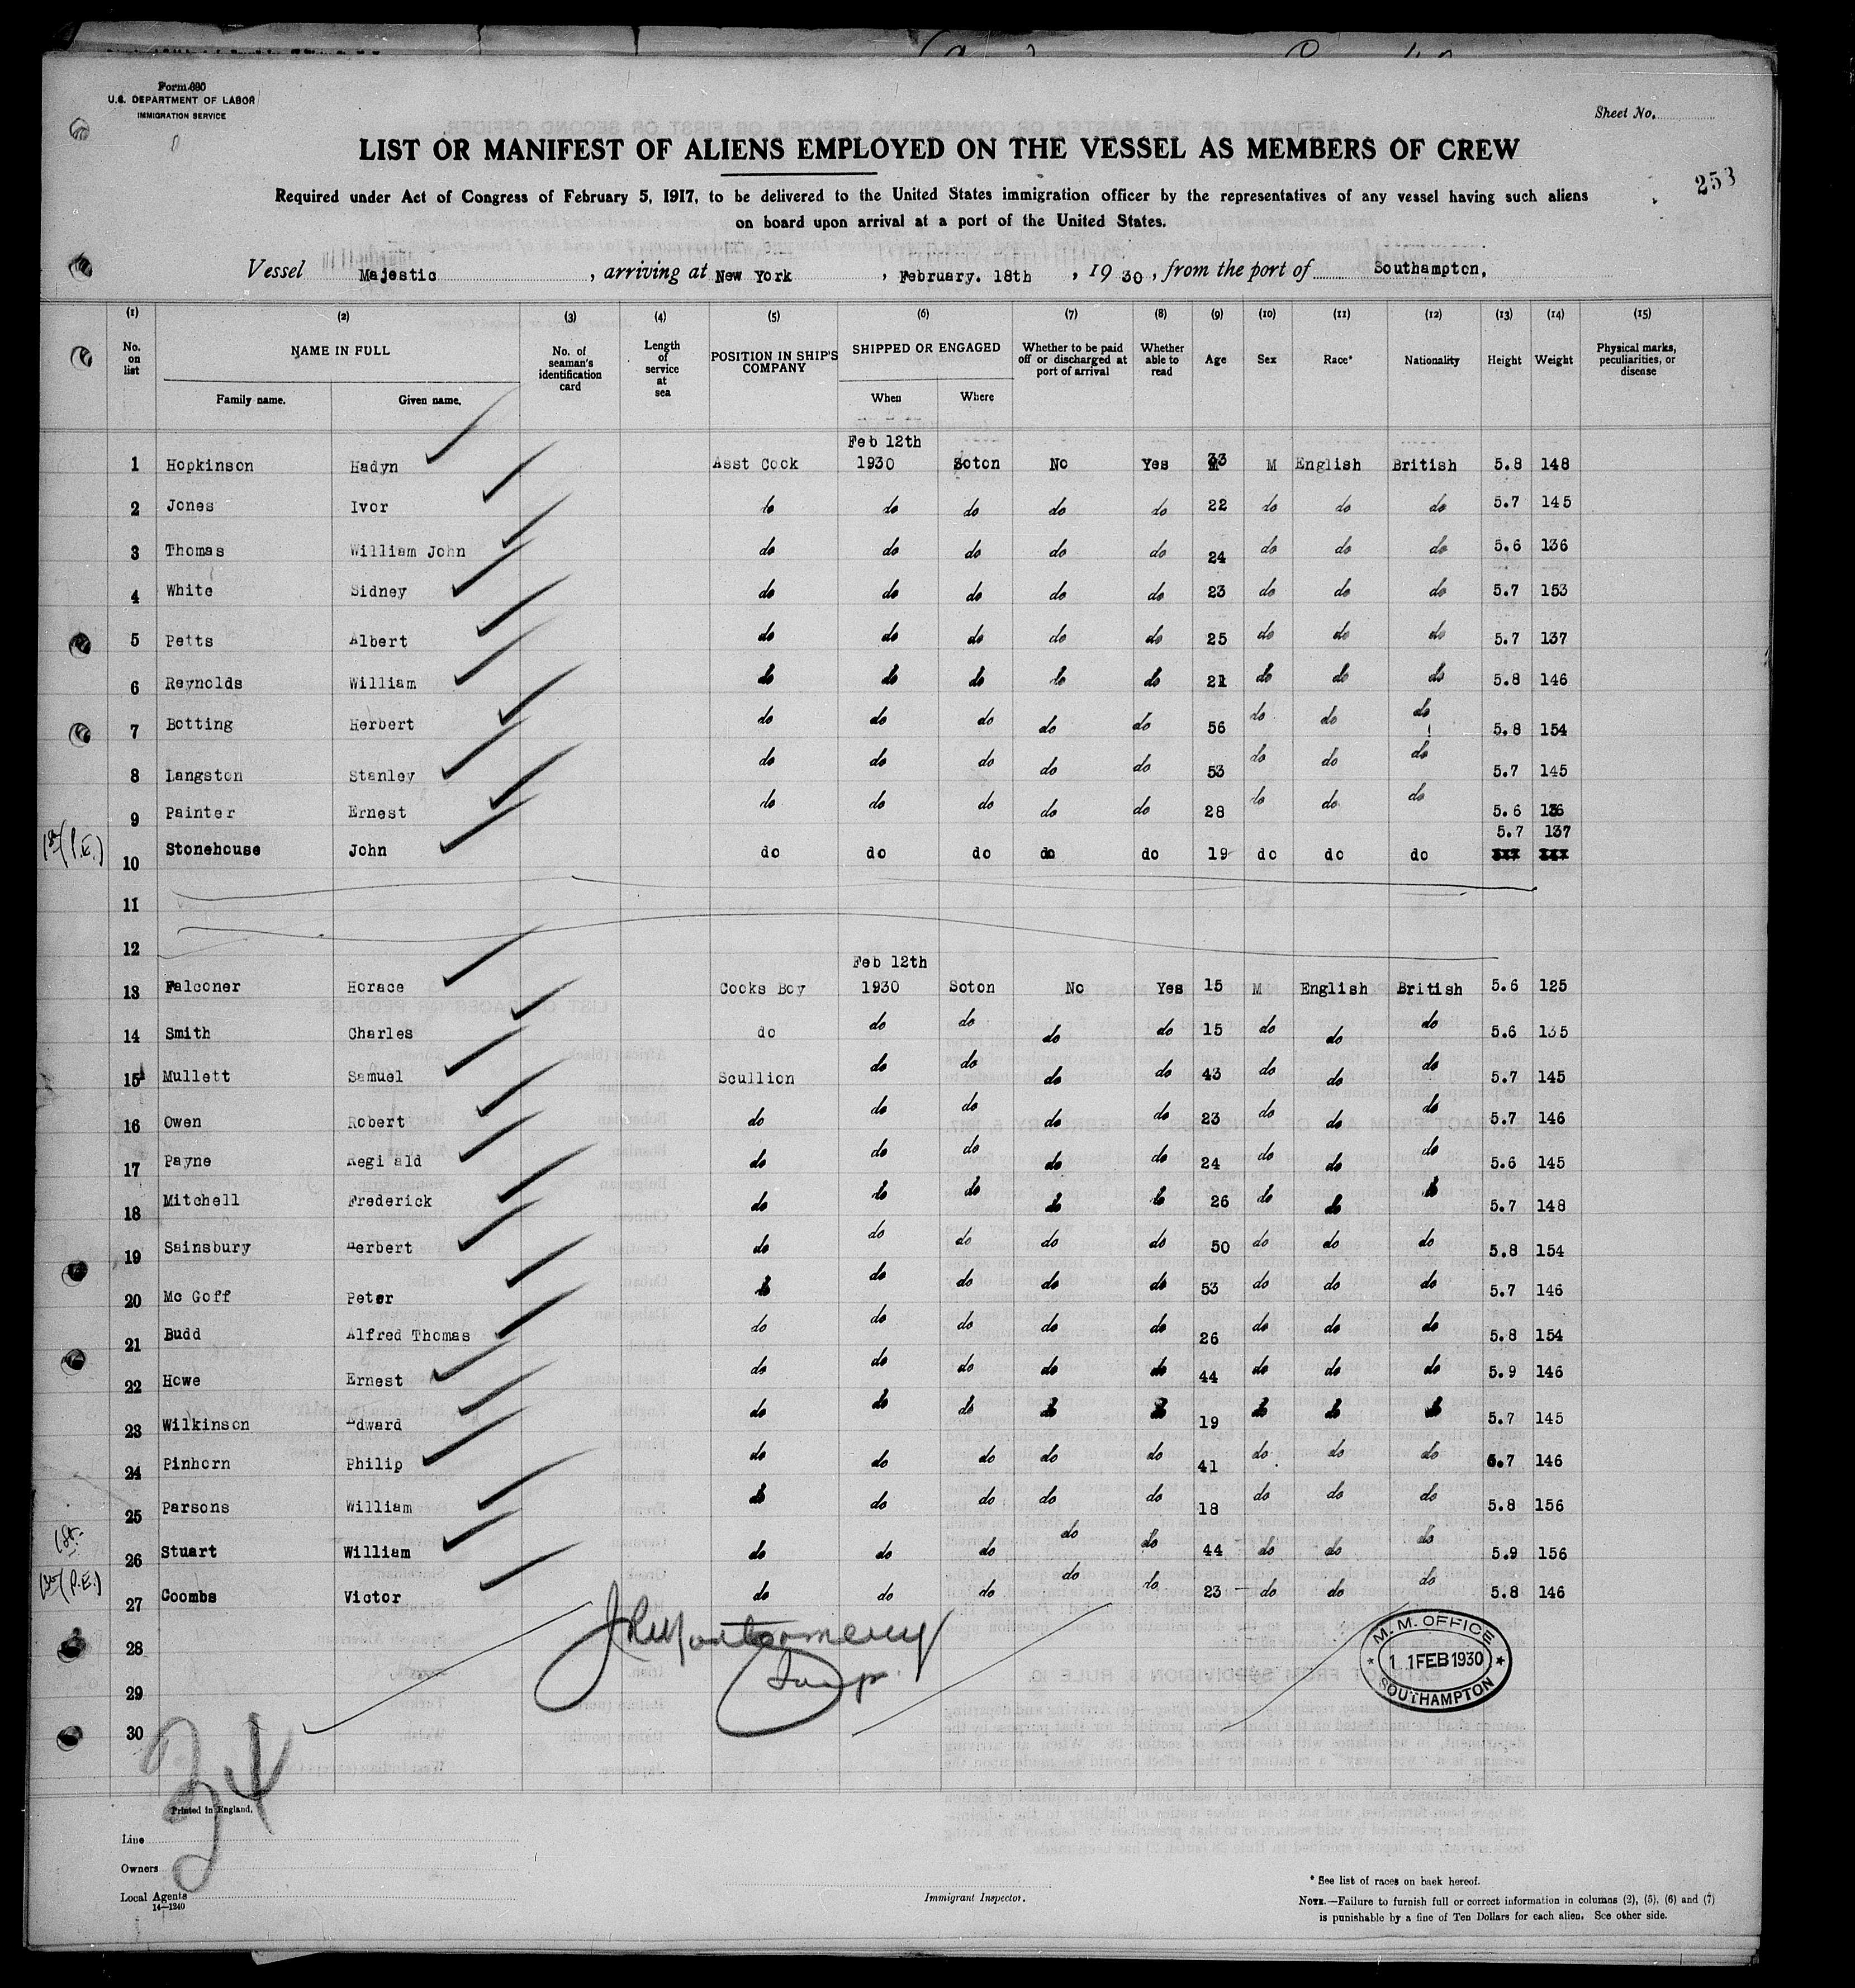 Form 680
U.S. DEPARTMENT OF LABOR
IMMIGRATION SERVICE
Sheet No.
LIST OR MANIFEST OF ALIENS EMPLOYED ON THE VESSEL AS MEMBERS OF CREW
253
Required under Act of Congress of February 5, 1917, to be delivered to the United States immigration officer by the representatives of any vessel having such aliens
on board upon arrival at a port of the United States.
Vessel Majestic, arriving at New York, February. 18th, 1930, from the port of Southampton,
(1) (2) (3) (4) (5) (6) (7) (8) (9) (10) (11) (12) (13) (14) (15)
No. on list NAME IN FULL Family name. Given name. No. of seaman's identification card Length of service at sea POSITION IN SHIP'S COMPANY SHIPPED OR ENGAGED When Where Whether to be paid off or discharged at port of arrival Whether able to read Age Sex Race* Nationality Height Weight Physical marks, peculiarities, or disease
Feb 12th
1 Hopkinson Hadyn Asst Cook 1930 Soton No Yes 33 M English British 5.8 148
2 Jones Ivor do do do do do 22 do do do 5.7 145
3 Thomas William John do do do do do 24 do do do 5.6 136
4 White Sidney do do do do do 23 do do do 5.7 153
5 Petts Albert do do do do do 25 do do do 5.7 137
6 Reynolds William do do do do do 21 do do do 5.8 146
7 Botting Herbert do do do do do 56 do do do 5.8 154
8 Langston Stanley do do do do do 53 do do do 5.7 145
9 Painter Ernest do do do do do 28 do do do 5.6 136
5.7 137
(P.E.) 10 Stonehouse John do do do do do 19 do do do
11
12
Feb 12th
13 Falconer Horace Cooks Boy 1930 Soton No Yes 15 M English British 5.6 125
14 Smith Charles do do do do do 15 do do do 5.6 135
15 Mullett Samuel Scullion do do do do 43 do do do 5.7 145
16 Owen Robert do do do do do 23 do do do 5.7 146
17 Payne Regi ald do do do do do 24 do do do 5.6 145
18 Mitchell Frederick do do do do do 26 do do do 5.7 148
19 Sainsbury Herbert do do do do do 50 do do do 5.8 154
20 Mc Goff Peter do do do do do 53 do do do 5.7 146
21 Budd Alfred Thomas do do do do do 26 do do do 5.8 154
22 Howe Ernest do do do do do 44 do do do 5.9 146
23 Wilkinson Edward do do do do do 19 do do do 5.7 145
24 Pinhorn Philip do do do do do 41 do do do 5.7 146
25 Parsons William do do do do do 18 do do do 5.8 156
1st. 26 Stuart William do do do do do 44 do do do 5.9 156
(P.E.) 27 Coombs Victor do do do do do 23 do do do 5.8 146
28
29
30
JRMontgomery
Insp.
M. M. OFFICE
11 FEB 1930
SOUTHAMPTON
24
Printed in England.
Line
Owners
Local Agents
14—1240
Immigrant Inspector.
* See list of races on back hereof.
NOTE.—Failure to furnish full or correct information in columns (2), (5), (6) and (7)
is punishable by a fine of Ten Dollars for each alien. See other side.